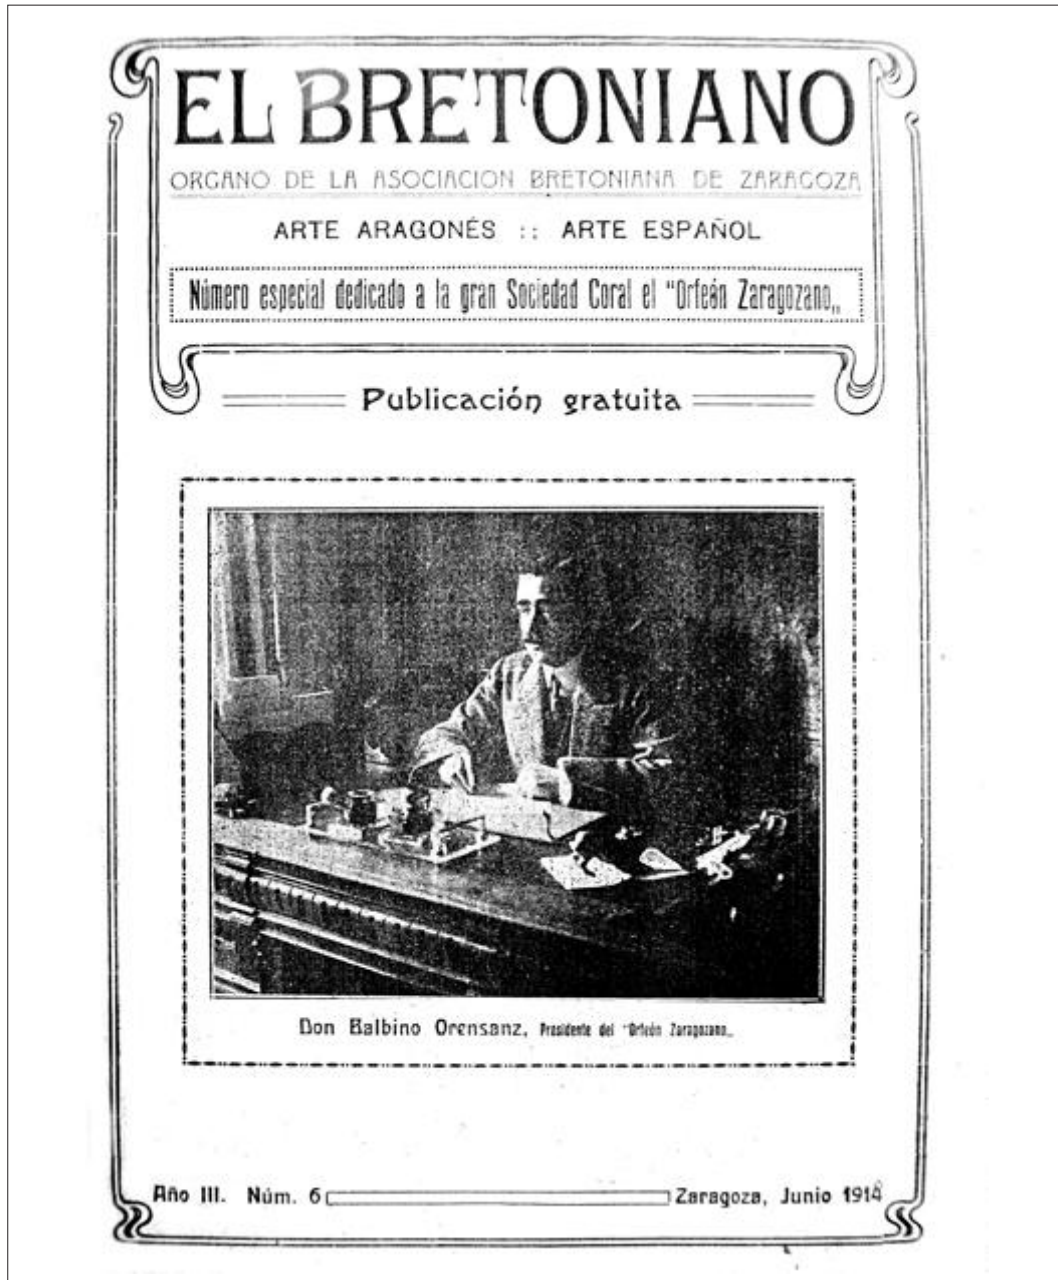 EL BRETONIANO
ORGANO DE LA ASOCIACION BRETONIANA DE ZARAGOZA
ARTE ARAGONÉS :: ARTE ESPAÑOL
Número especial dedicado a la gran Sociedad Coral el "Orfeón Zaragozano„
Publicación gratuita
Don Balbino Orensanz, Presidente del "Orfeón Zaragozano„
Año III. Núm. 6 Zaragoza, Junio 1914